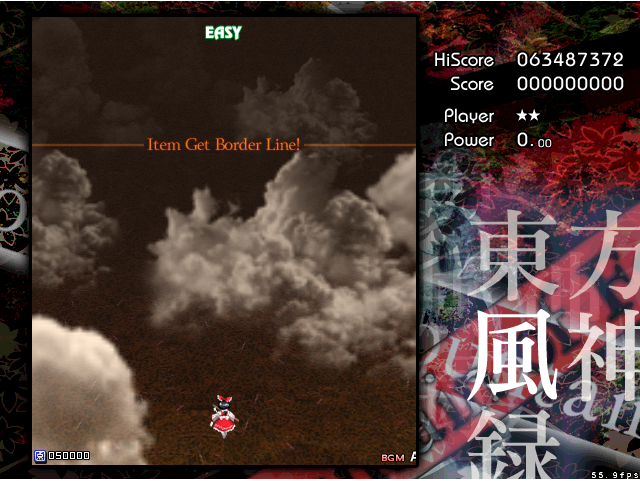 EASY
HiScore 063487372
Score 000000000
Player ★★
Power 0.00
Item Get Border Line!
東方
風神
録
050000
BGM A
55.9fps